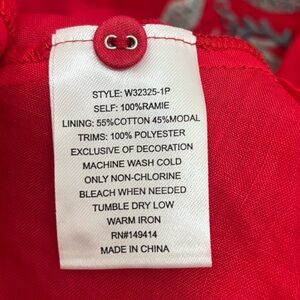 STYLE: W32325-1P
SELF: 100%RAMIE
LINING: 55%COTTON 45%MODAL
TRIMS: 100% POLYESTER
EXCLUSIVE OF DECORATION
MACHINE WASH COLD
ONLY NON-CHLORINE
BLEACH WHEN NEEDED
TUMBLE DRY LOW
WARM IRON
RN#149414
MADE IN CHINA